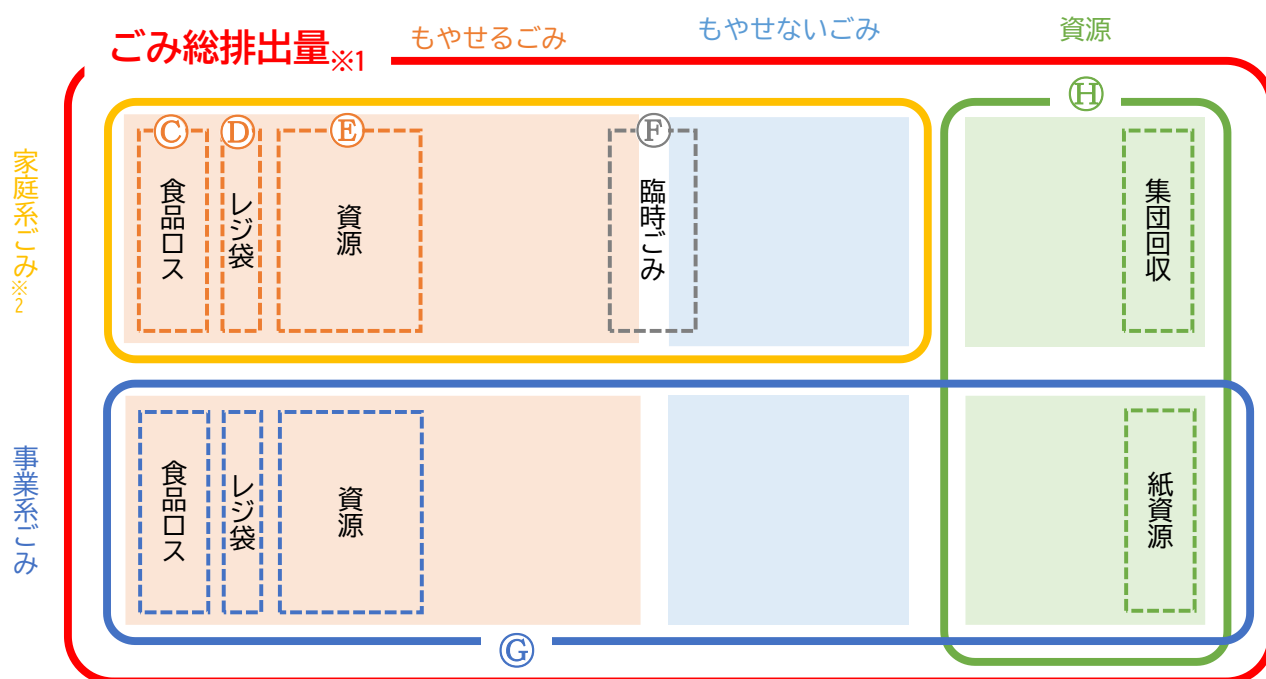 ごみ総排出量※1
もやせるごみ
もやせないごみ
資源
家庭系ごみ※2
Ⓒ
Ⓓ
Ⓔ
Ⓕ
Ⓗ
食品ロス
レジ袋
資源
臨時ごみ
集団回収
事業系ごみ
食品ロス
レジ袋
資源
紙資源
Ⓖ